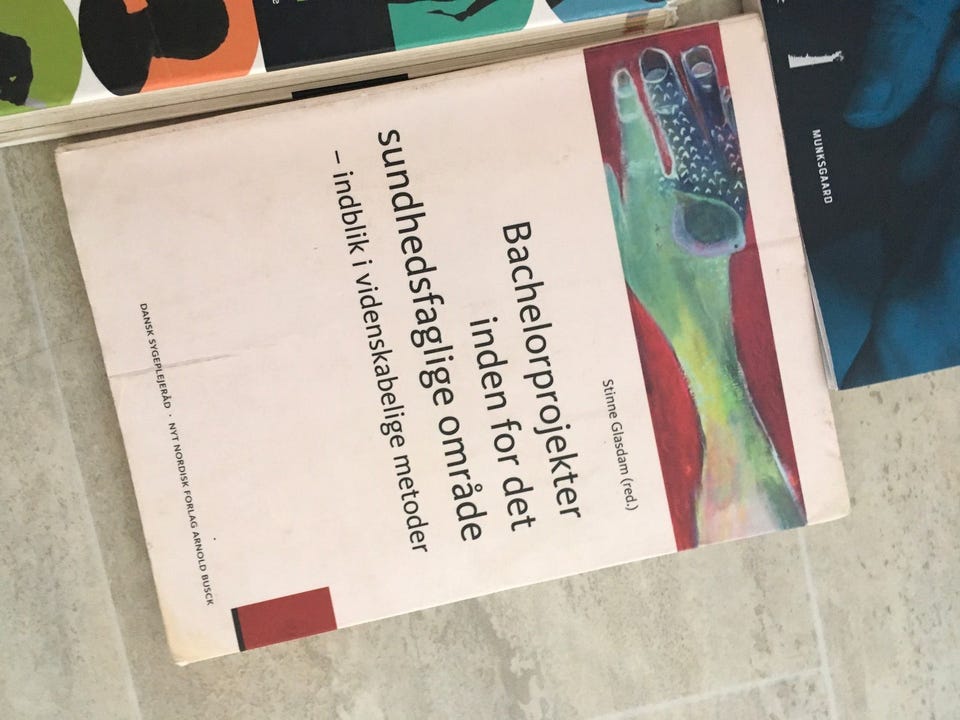 Stinne Glasdam (red.)
Bachelorprojekter
inden for det
sundhedsfaglige område
– indblik i videnskabelige metoder
DANSK SYGEPLEJERÅD · NYT NORDISK FORLAG ARNOLD BUSCK
MUNKSGAARD